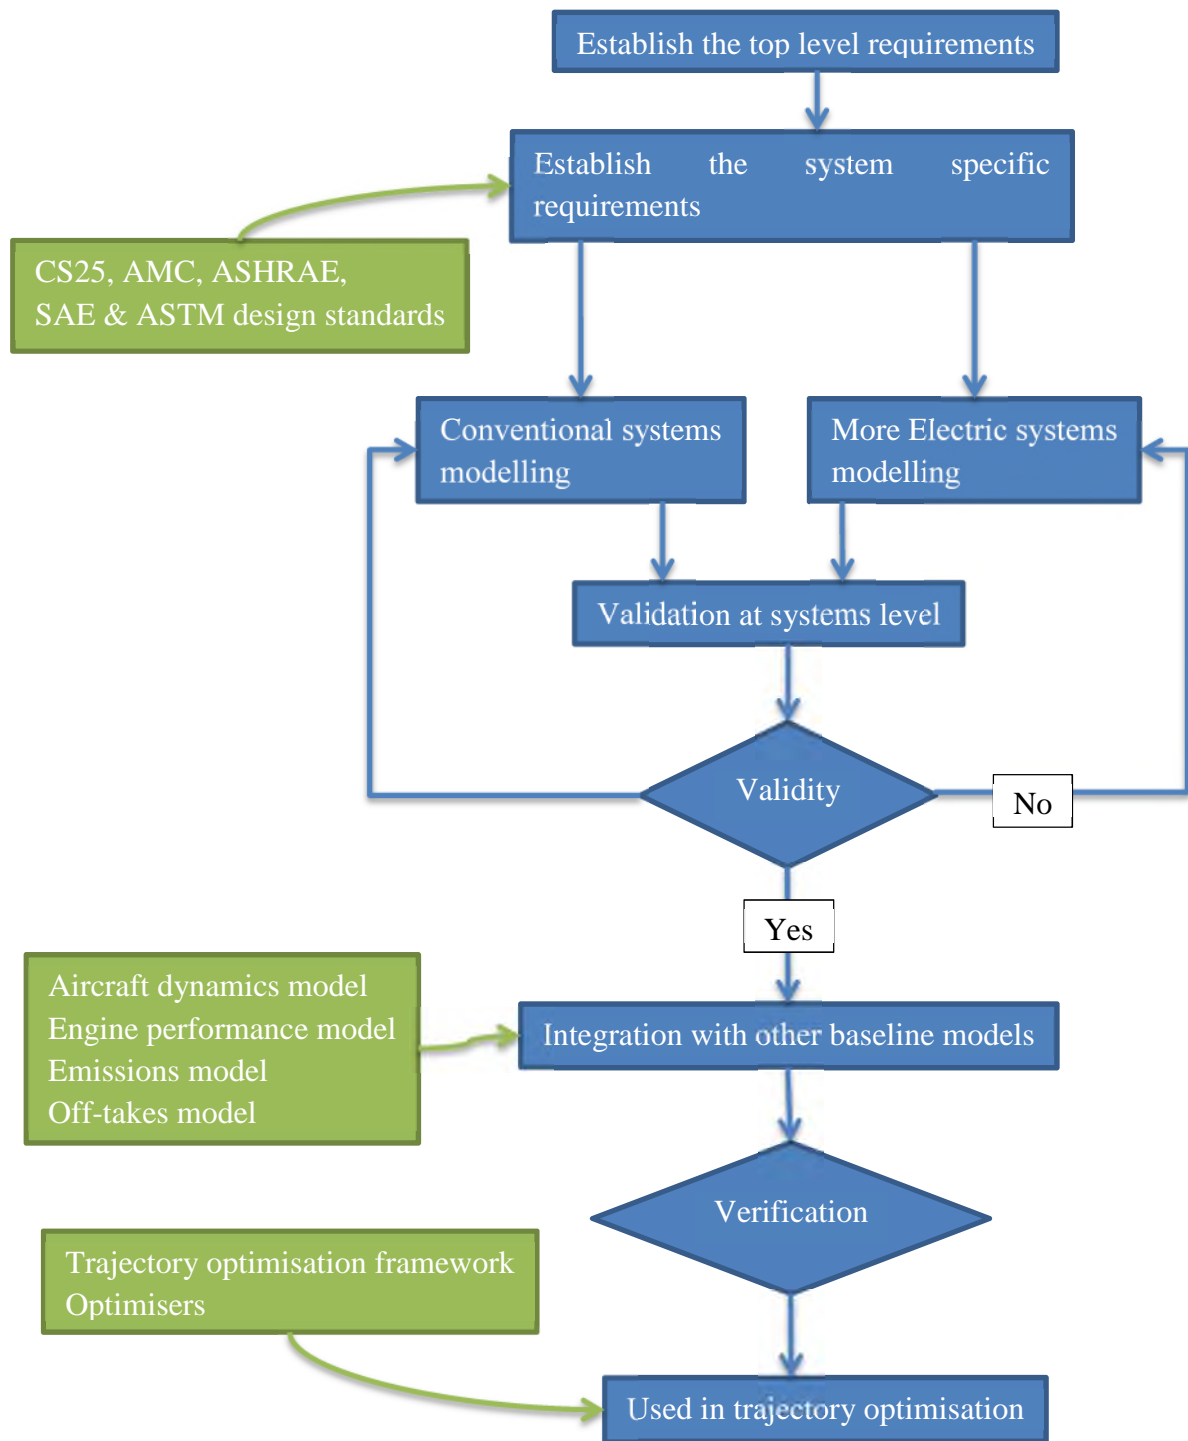 Establish the top level requirements
Establish the system specific
requirements
CS25, AMC, ASHRAE,
SAE & ASTM design standards
Conventional systems
modelling
More Electric systems
modelling
Validation at systems level
Validity
No
Yes
Aircraft dynamics model
Engine performance model
Emissions model
Off-takes model
Integration with other baseline models
Verification
Trajectory optimisation framework
Optimisers
Used in trajectory optimisation